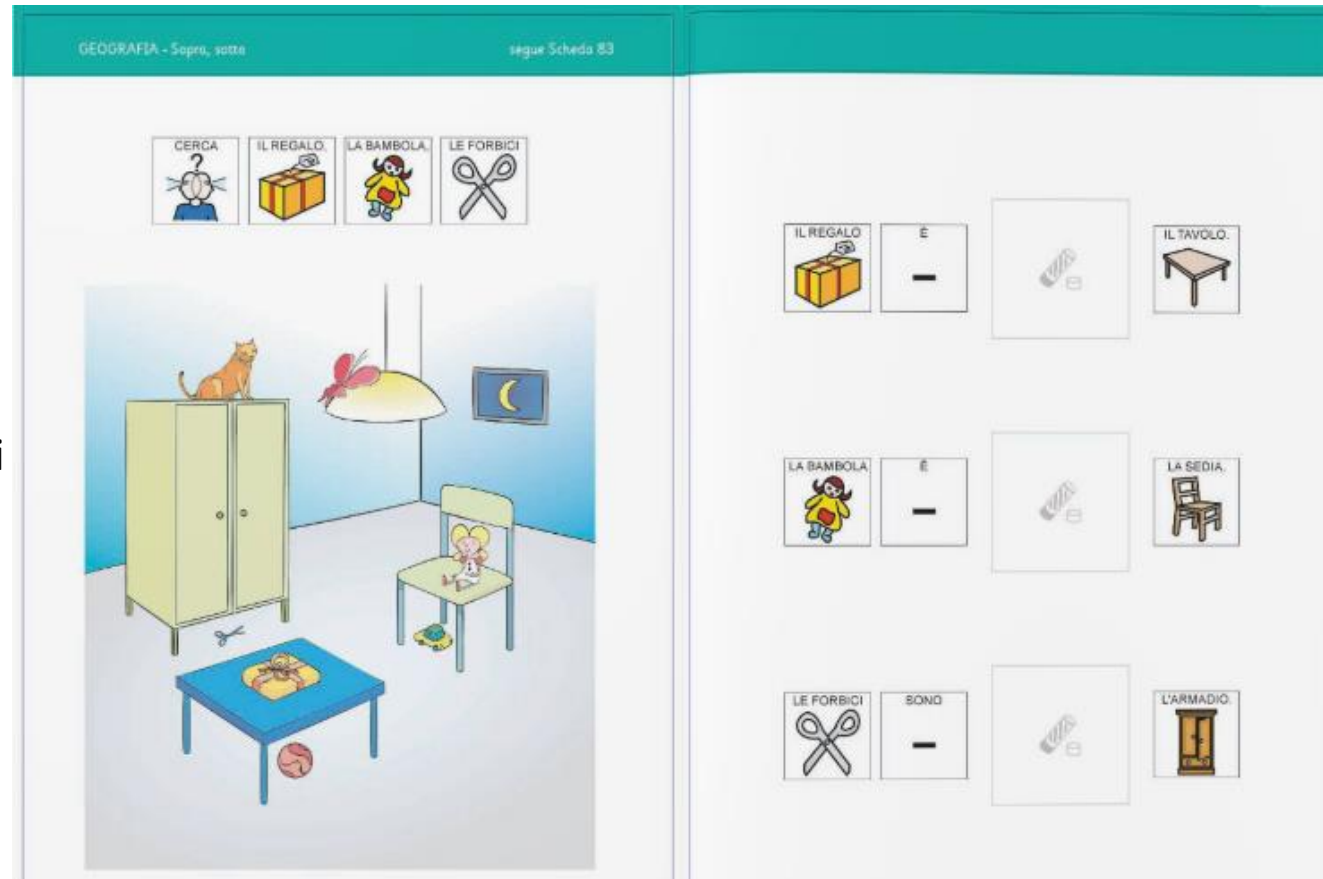 GEOGRAFIA - Sopra, sotto
segue Scheda 83
CERCA
?
IL REGALO,
LA BAMBOLA,
LE FORBICI
i
IL REGALO
È
IL TAVOLO.
LA BAMBOLA
È
LA SEDIA.
LE FORBICI
SONO
L'ARMADIO.